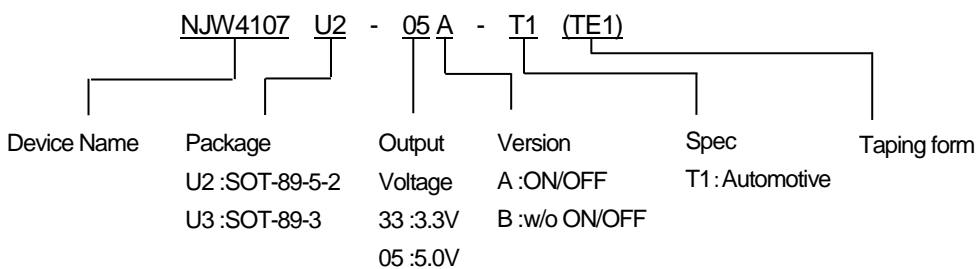 NJW4107 U2 - 05 A - T1 (TE1)
Device Name
Package
U2 :SOT-89-5-2
U3 :SOT-89-3
Output
Voltage
33 :3.3V
05 :5.0V
Version
A :ON/OFF
B :w/o ON/OFF
Spec
T1 : Automotive
Taping form